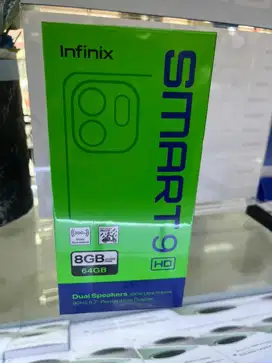 Infinix
SMART 9
HD
8GB
64GB
Dual Speakers